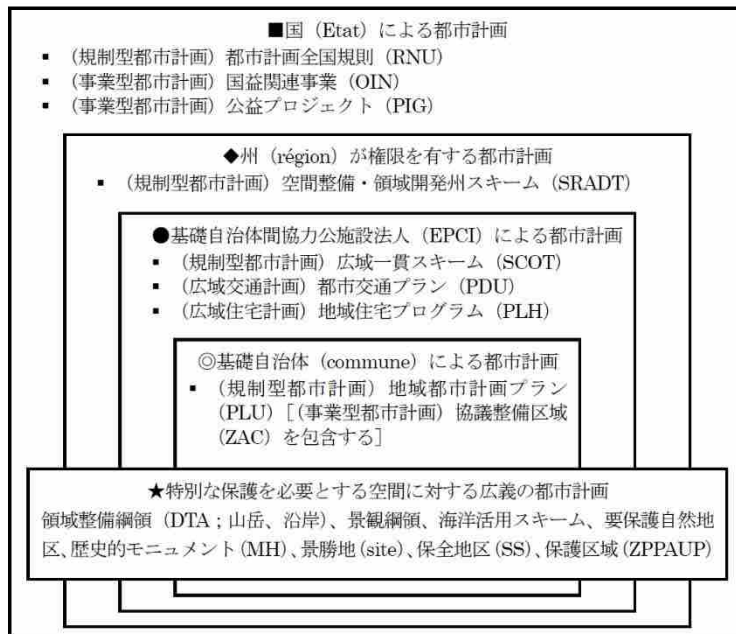 ■国（Etat）による都市計画
▪ （規制型都市計画）都市計画全国規則（RNU）
▪ （事業型都市計画）国益関連事業（OIN）
▪ （事業型都市計画）公益プロジェクト（PIG）
◆州（région）が権限を有する都市計画
▪ （規制型都市計画）空間整備・領域開発州スキーム（SRADT）
●基礎自治体間協力公施設法人（EPCI）による都市計画
▪ （規制型都市計画）広域一貫スキーム（SCOT）
▪ （広域交通計画）都市交通プラン（PDU）
▪ （広域住宅計画）地域住宅プログラム（PLH）
◎基礎自治体（commune）による都市計画
▪ （規制型都市計画）地域都市計画プラン
（PLU）［（事業型都市計画）協議整備区域
（ZAC）を包含する］
★特別な保護を必要とする空間に対する広義の都市計画
領域整備綱領（DTA；山岳、沿岸）、景観綱領、海洋活用スキーム、要保護自然地
区、歴史的モニュメント（MH）、景勝地（site）、保全地区（SS）、保護区域（ZPPAUP）